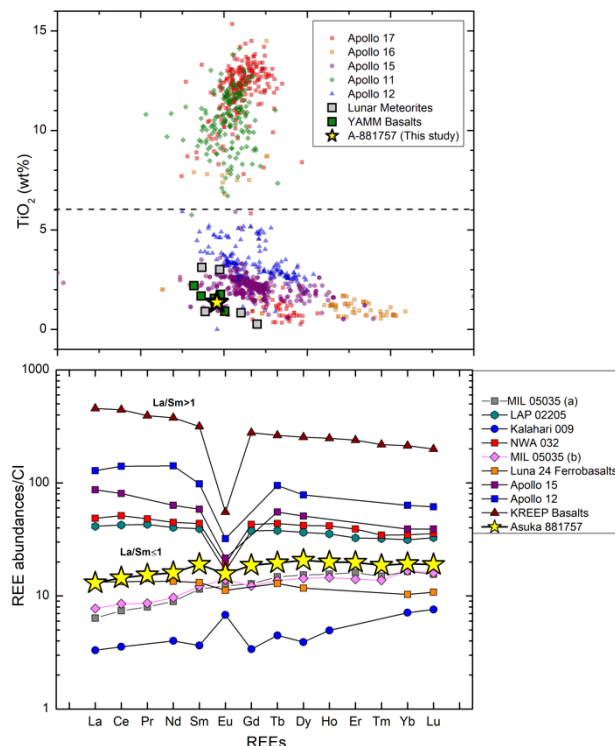 15
10
5
0
TiO2 (wt%)
Apollo 17
Apollo 16
Apollo 15
Apollo 11
Apollo 12
Lunar Meteorites
YAMM Basalts
A-881757 (This study)
1000
100
10
1
REE abundances/CI
La/Sm>1
La/Sm≤1
MIL 05035 (a)
LAP 02205
Kalahari 009
NWA 032
MIL 05035 (b)
Luna 24 Ferrobasalts
Apollo 15
Apollo 12
KREEP Basalts
Asuka 881757
La Ce Pr Nd Sm Eu Gd Tb Dy Ho Er Tm Yb Lu
REEs